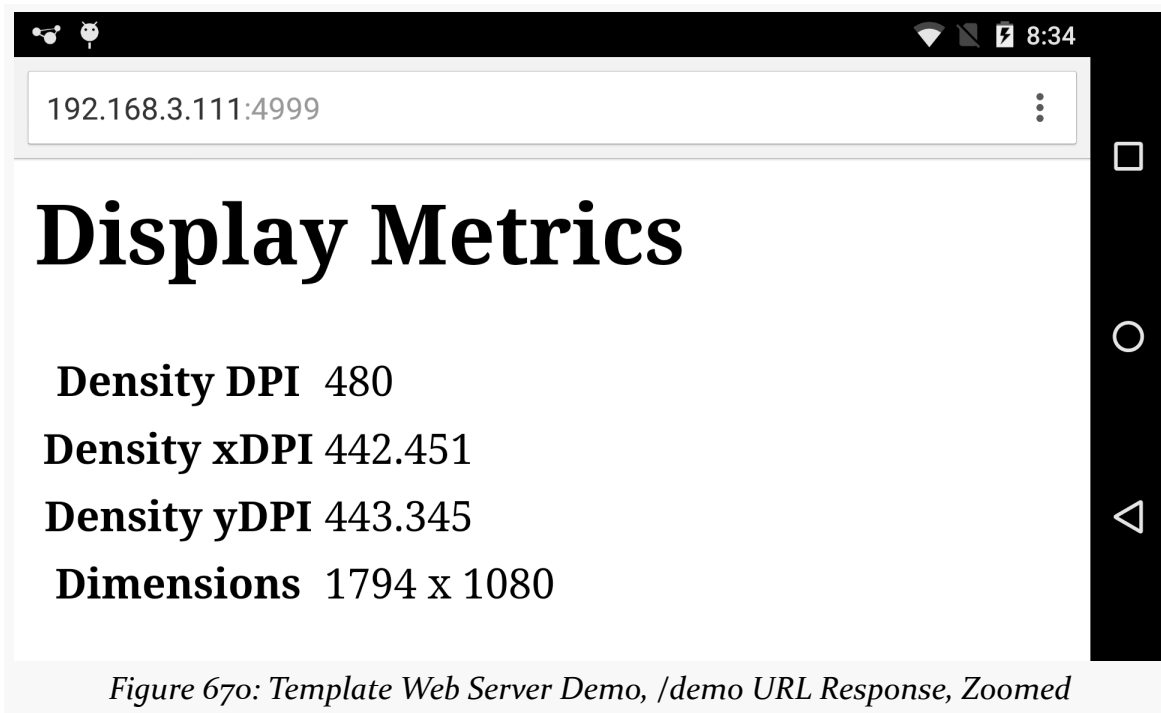 8:34
192.168.3.111:4999
Display Metrics
Density DPI 480
Density xDPI 442.451
Density yDPI 443.345
Dimensions 1794 x 1080
Figure 670: Template Web Server Demo, /demo URL Response, Zoomed